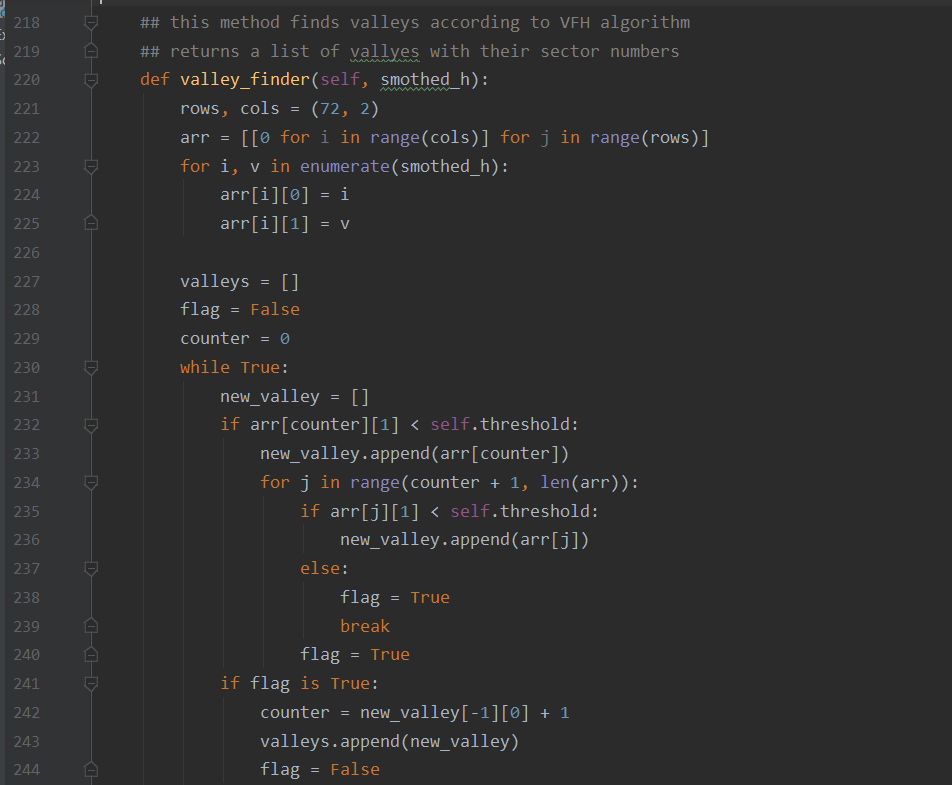 218 ## this method finds valleys according to VFH algorithm
219 ## returns a list of vallyes with their sector numbers
220 def valley_finder(self, smothed_h):
221 rows, cols = (72, 2)
222 arr = [[0 for i in range(cols)] for j in range(rows)]
223 for i, v in enumerate(smothed_h):
224 arr[i][0] = i
225 arr[i][1] = v
226
227 valleys = []
228 flag = False
229 counter = 0
230 while True:
231 new_valley = []
232 if arr[counter][1] < self.threshold:
233 new_valley.append(arr[counter])
234 for j in range(counter + 1, len(arr)):
235 if arr[j][1] < self.threshold:
236 new_valley.append(arr[j])
237 else:
238 flag = True
239 break
240 flag = True
241 if flag is True:
242 counter = new_valley[-1][0] + 1
243 valleys.append(new_valley)
244 flag = False